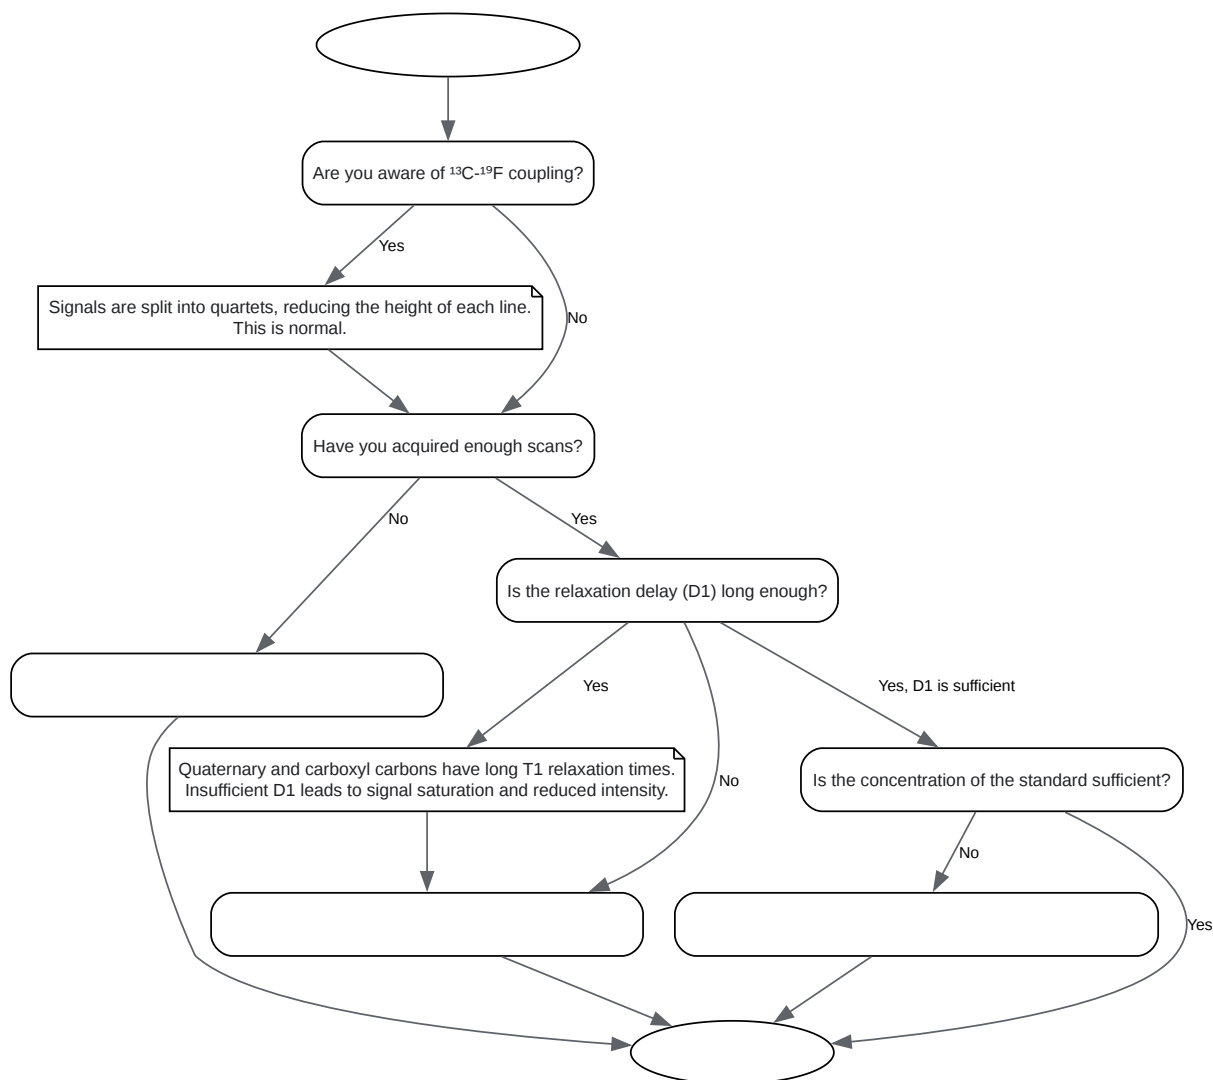 Are you aware of ¹³C-¹⁹F coupling?
Yes
Signals are split into quartets, reducing the height of each line.
This is normal.
No
Have you acquired enough scans?
No
Yes
Is the relaxation delay (D1) long enough?
Yes
Yes, D1 is sufficient
Quaternary and carboxyl carbons have long T1 relaxation times.
Insufficient D1 leads to signal saturation and reduced intensity.
No
Is the concentration of the standard sufficient?
No
Yes